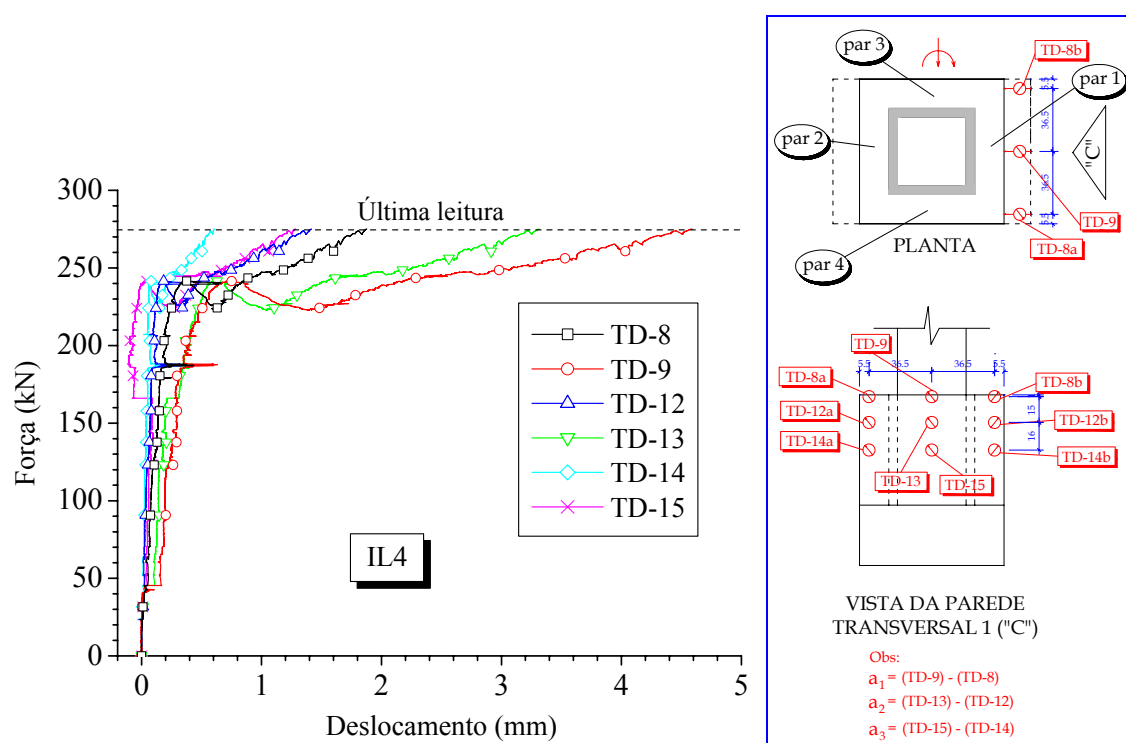 300
250
200
150
100
50
0
Força (kN)
0
1
2
3
4
5
Deslocamento (mm)
Última leitura
TD-8
TD-9
TD-12
TD-13
TD-14
TD-15
IL4
par 3
TD-8b
par 1
par 2
5.5
36.5
36.5
5.5
"C"
TD-9
PLANTA
TD-8a
par 4
TD-9
5.5
36.5
36.5
5.5
TD-8a
TD-8b
15
TD-12a
TD-12b
16
TD-14a
TD-14b
TD-13
TD-15
VISTA DA PAREDE
TRANSVERSAL 1 ("C")
Obs:
a1 = (TD-9) - (TD-8)
a2 = (TD-13) - (TD-12)
a3 = (TD-15) - (TD-14)